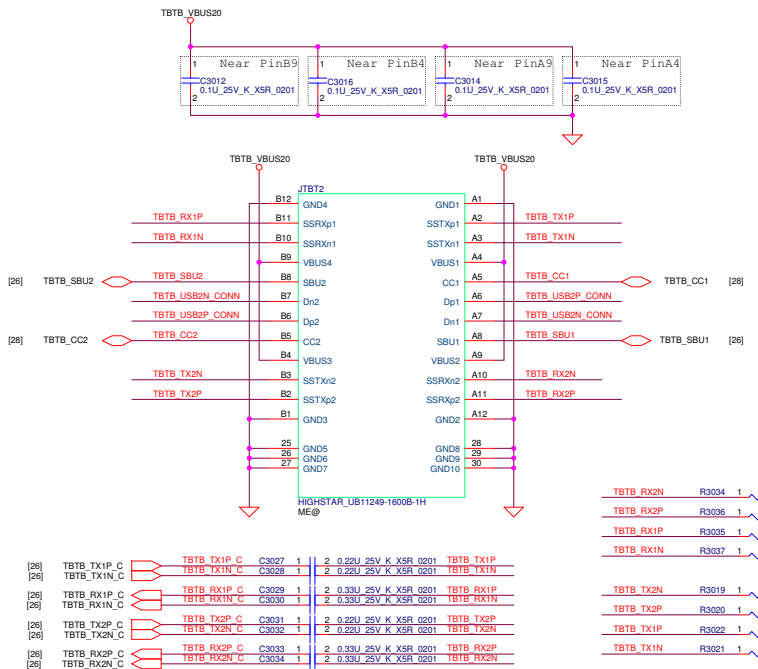 TBTB_VBUS20
1 Near PinB9 1 Near PinB4 1 Near PinA9 1 Near PinA4
C3012 C3016 C3014 C3015
0.1U_25V_K_X5R_0201 0.1U_25V_K_X5R_0201 0.1U_25V_K_X5R_0201 0.1U_25V_K_X5R_0201
2 2 2 2
TBTB_VBUS20 TBTB_VBUS20
JTBT2
B12 GND4 GND1 A1
TBTB_RX1P B11 SSRXp1 SSTXp1 A2 TBTB_TX1P
TBTB_RX1N B10 SSRXn1 SSTXn1 A3 TBTB_TX1N
B9 VBUS4 VBUS1 A4
[26] TBTB_SBU2 TBTB_SBU2 B8 SBU2 CC1 A5 TBTB_CC1 TBTB_CC1 [28]
TBTB_USB2N_CONN B7 Dn2 Dp1 A6 TBTB_USB2P_CONN
TBTB_USB2P_CONN B6 Dp2 Dn1 A7 TBTB_USB2N_CONN
[28] TBTB_CC2 TBTB_CC2 B5 CC2 SBU1 A8 TBTB_SBU1 TBTB_SBU1 [26]
B4 VBUS3 VBUS2 A9
TBTB_TX2N B3 SSTXn2 SSRXn2 A10 TBTB_RX2N
TBTB_TX2P B2 SSTXp2 SSRXp2 A11 TBTB_RX2P
B1 GND3 GND2 A12
25 GND5 GND8 28
26 GND6 GND9 29
27 GND7 GND10 30
HIGHSTAR_UB11249-1600B-1H
ME@
TBTB_RX2N R3034 1
TBTB_RX2P R3036 1
TBTB_RX1P R3035 1
TBTB_RX1N R3037 1
[26] TBTB_TX1P_C TBTB_TX1P_C C3027 1 2 0.22U_25V_K_X5R_0201 TBTB_TX1P
[26] TBTB_TX1N_C TBTB_TX1N_C C3028 1 2 0.22U_25V_K_X5R_0201 TBTB_TX1N
[26] TBTB_RX1P_C TBTB_RX1P_C C3029 1 2 0.33U_25V_K_X5R_0201 TBTB_RX1P
[26] TBTB_RX1N_C TBTB_RX1N_C C3030 1 2 0.33U_25V_K_X5R_0201 TBTB_RX1N
[26] TBTB_TX2P_C TBTB_TX2P_C C3031 1 2 0.22U_25V_K_X5R_0201 TBTB_TX2P
[26] TBTB_TX2N_C TBTB_TX2N_C C3032 1 2 0.22U_25V_K_X5R_0201 TBTB_TX2N
[26] TBTB_RX2P_C TBTB_RX2P_C C3033 1 2 0.33U_25V_K_X5R_0201 TBTB_RX2P
[26] TBTB_RX2N_C TBTB_RX2N_C C3034 1 2 0.33U_25V_K_X5R_0201 TBTB_RX2N
TBTB_TX2N R3019 1
TBTB_TX2P R3020 1
TBTB_TX1P R3022 1
TBTB_TX1N R3021 1